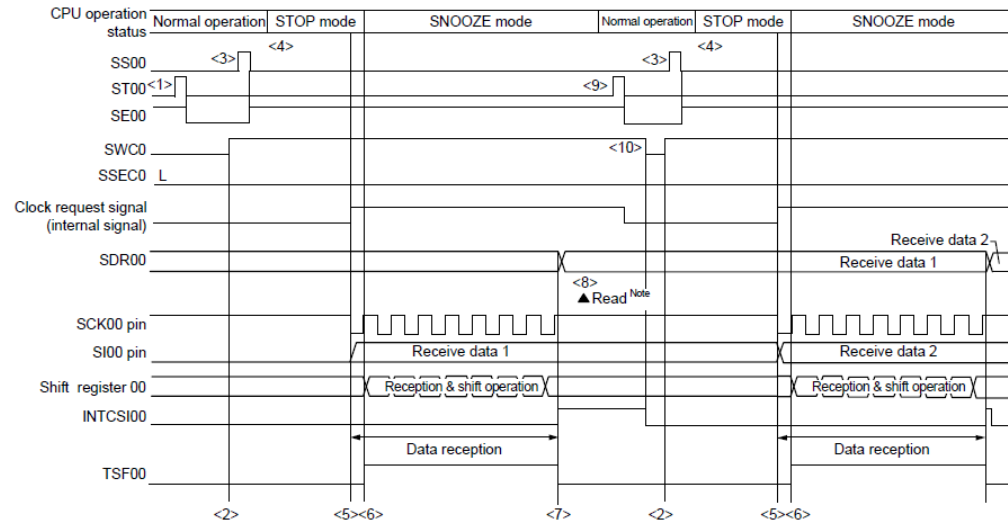 CPU operation status Normal operation STOP mode SNOOZE mode Normal operation STOP mode SNOOZE mode
SS00 <3> <4> <3> <4>
ST00 <1> <9>
SE00
SWC0 <10>
SSEC0 L
Clock request signal
(internal signal)
Receive data 2
SDR00 Receive data 1
<8>
▲Read Note
SCK00 pin
SI00 pin Receive data 1 Receive data 2
Shift register 00 Reception & shift operation Reception & shift operation
INTCSI00
Data reception Data reception
TSF00
<2> <5><6> <7> <2> <5><6>